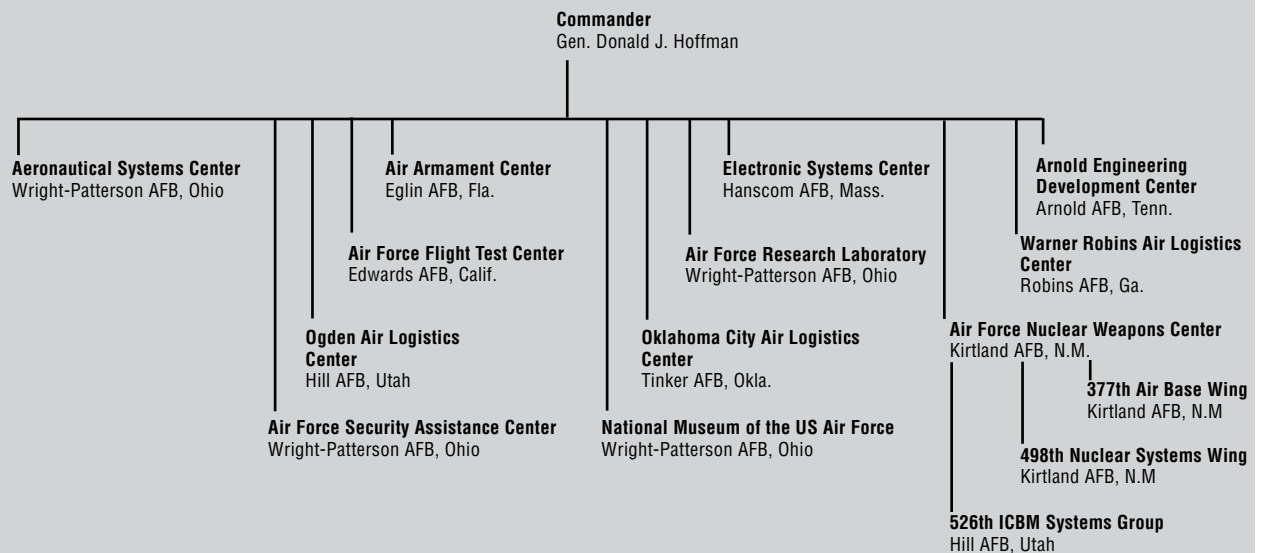 Commander
Gen. Donald J. Hoffman
Aeronautical Systems Center
Wright-Patterson AFB, Ohio
Air Armament Center
Eglin AFB, Fla.
Electronic Systems Center
Hanscom AFB, Mass.
Arnold Engineering
Development Center
Arnold AFB, Tenn.
Air Force Flight Test Center
Edwards AFB, Calif.
Air Force Research Laboratory
Wright-Patterson AFB, Ohio
Warner Robins Air Logistics
Center
Robins AFB, Ga.
Ogden Air Logistics
Center
Hill AFB, Utah
Oklahoma City Air Logistics
Center
Tinker AFB, Okla.
Air Force Nuclear Weapons Center
Kirtland AFB, N.M.
377th Air Base Wing
Kirtland AFB, N.M
Air Force Security Assistance Center
Wright-Patterson AFB, Ohio
National Museum of the US Air Force
Wright-Patterson AFB, Ohio
498th Nuclear Systems Wing
Kirtland AFB, N.M
526th ICBM Systems Group
Hill AFB, Utah